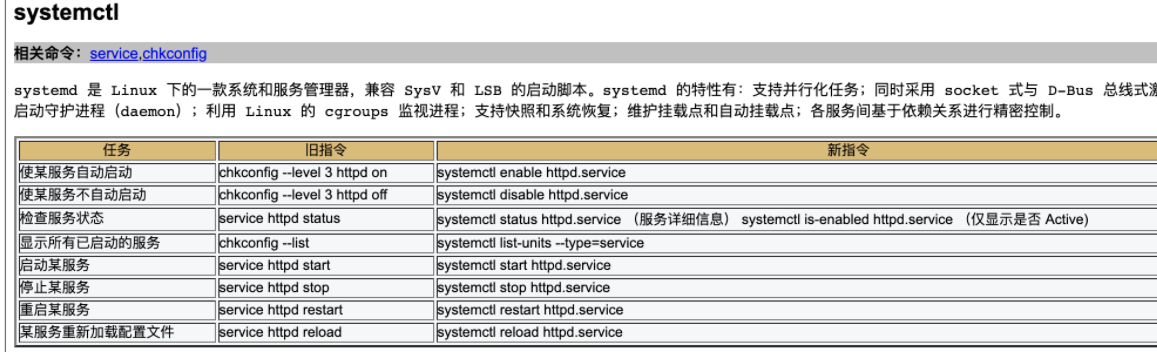 systemctl
相关命令：service,chkconfig
systemd 是 Linux 下的一款系统和服务管理器，兼容 SysV 和 LSB 的启动脚本。systemd 的特性有：支持并行化任务；同时采用 socket 式与 D-Bus 总线式
启动守护进程（daemon）；利用 Linux 的 cgroups 监视进程；支持快照和系统恢复；维护挂载点和自动挂载点；各服务间基于依赖关系进行精密控制。
任务 旧指令 新指令
使某服务自动启动 chkconfig --level 3 httpd on systemctl enable httpd.service
使某服务不自动启动 chkconfig --level 3 httpd off systemctl disable httpd.service
检查服务状态 service httpd status systemctl status httpd.service （服务详细信息） systemctl is-enabled httpd.service （仅显示是否 Active)
显示所有已启动的服务 chkconfig --list systemctl list-units --type=service
启动某服务 service httpd start systemctl start httpd.service
停止某服务 service httpd stop systemctl stop httpd.service
重启某服务 service httpd restart systemctl restart httpd.service
某服务重新加载配置文件 service httpd reload systemctl reload httpd.service